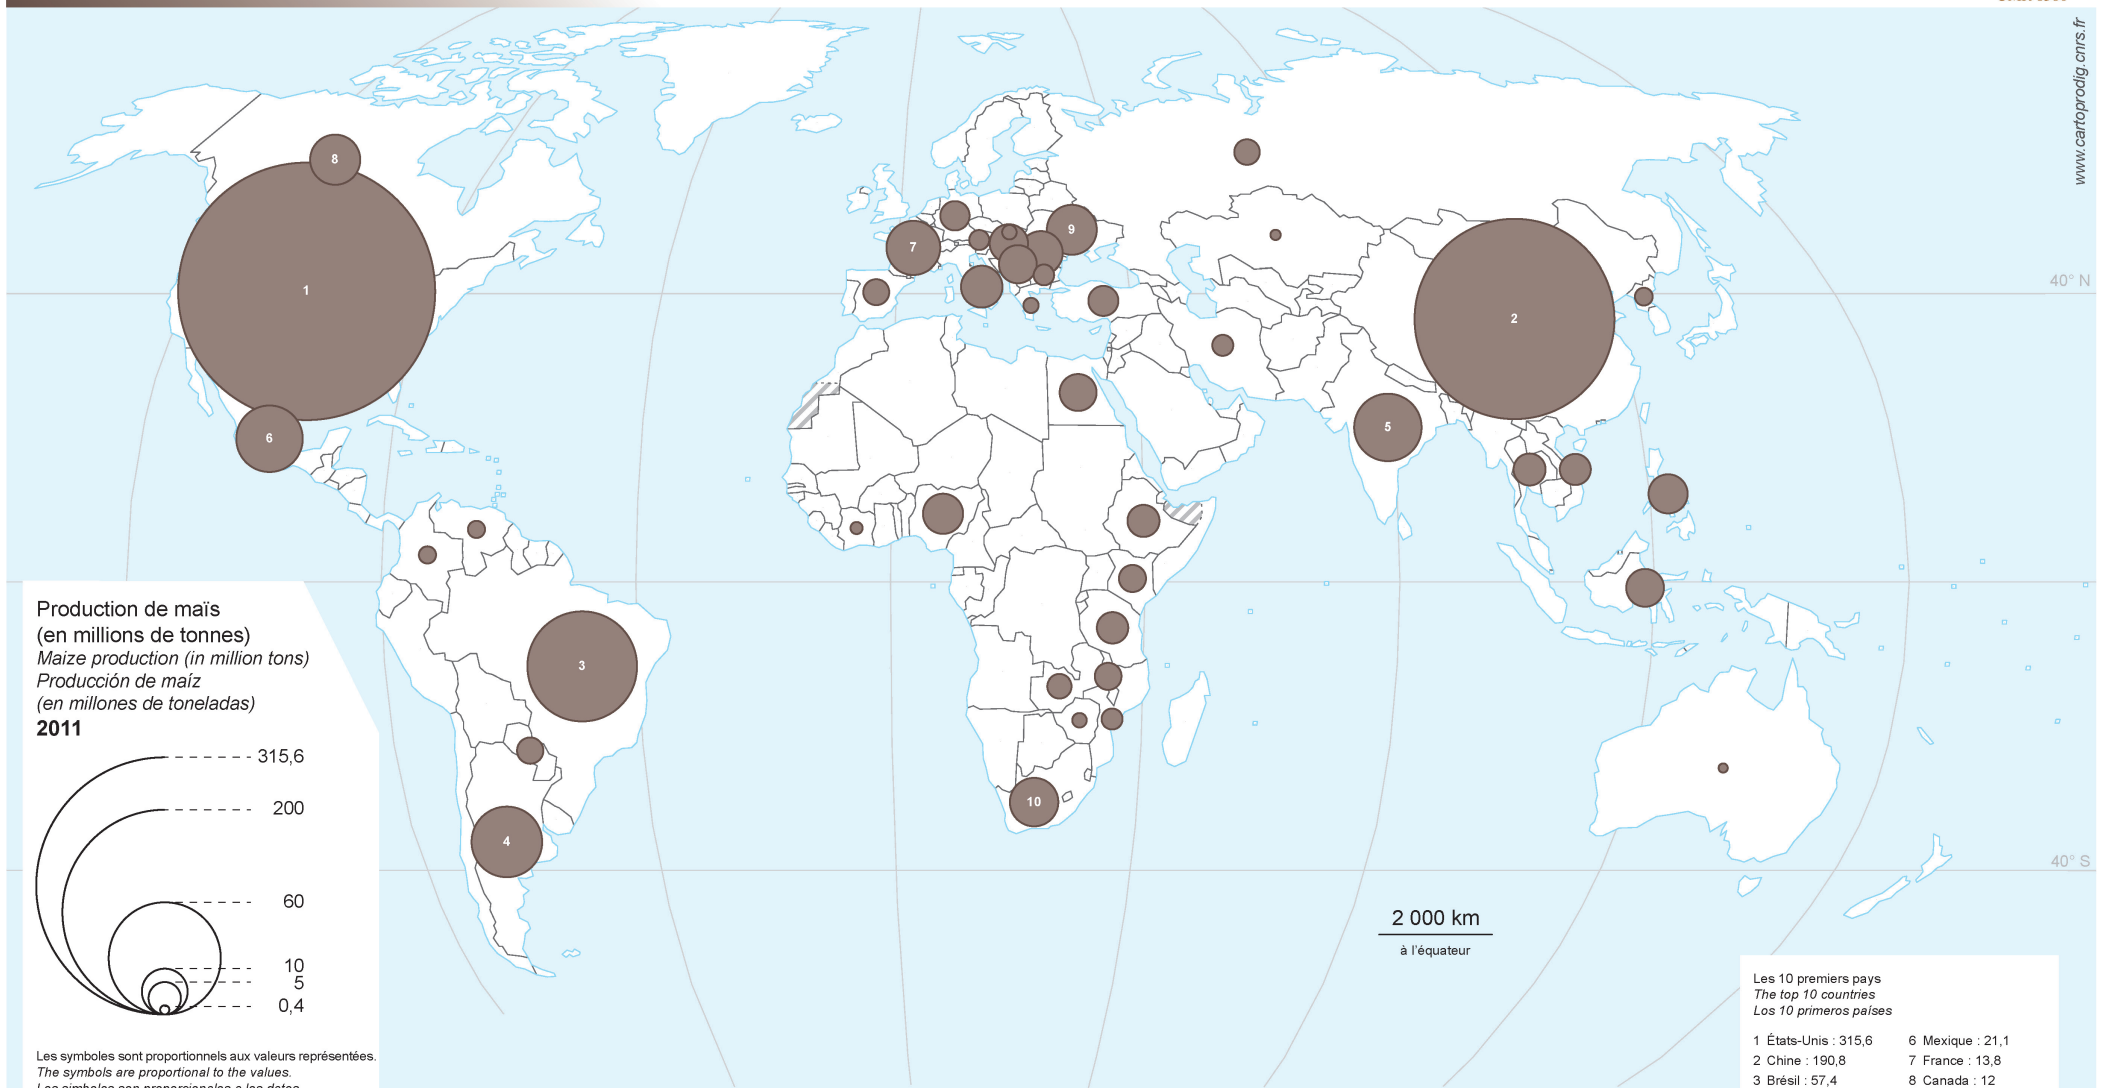 www.cartoprodig.cnrs.fr
8
9
7
1
40° N
2
6
5
3
10
4
40° S
Production de maïs
(en millions de tonnes)
Maize production (in million tons)
Producción de maíz
(en millones de toneladas)
2011
315,6
200
60
10
5
0,4
Les symboles sont proportionnels aux valeurs représentées.
The symbols are proportional to the values.
2 000 km
à l'équateur
Les 10 premiers pays
The top 10 countries
Los 10 primeros países
1 États-Unis : 315,6
2 Chine : 190,8
3 Brésil : 57,4
6 Mexique : 21,1
7 France : 13,8
8 Canada : 12